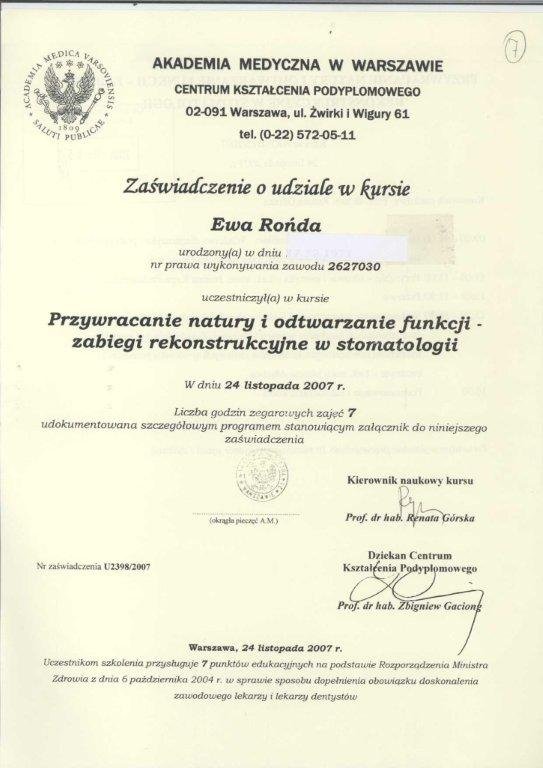 7
ACADEMIA MEDICA VARSOVIENSIS
1809
SALUTI PUBLICAE
AKADEMIA MEDYCZNA W WARSZAWIE
CENTRUM KSZTAŁCENIA PODYPLOMOWEGO
02-091 Warszawa, ul. Żwirki i Wigury 61
tel. (0-22) 572-05-11
Zaświadczenie o udziale w kursie
Ewa Rońda
urodzony(a) w dniu
nr prawa wykonywania zawodu 2627030
uczestniczył(a) w kursie
Przywracanie natury i odtwarzanie funkcji -
zabiegi rekonstrukcyjne w stomatologii
W dniu 24 listopada 2007 r.
Liczba godzin zegarowych zajęć 7
udokumentowana szczegółowym programem stanowiącym załącznik do niniejszego
zaświadczenia
Kierownik naukowy kursu
(okrągła pieczęć A.M.)
Prof. dr hab. Renata Górska
Dziekan Centrum
Nr zaświadczenia U2398/2007
Kształcenia Podyplomowego
Prof. dr hab. Zbigniew Gaciong
Warszawa, 24 listopada 2007 r.
Uczestnikom szkolenia przysługuje 7 punktów edukacyjnych na podstawie Rozporządzenia Ministra
Zdrowia z dnia 6 października 2004 r. w sprawie sposobu dopełnienia obowiązku doskonalenia
zawodowego lekarzy i lekarzy dentystów